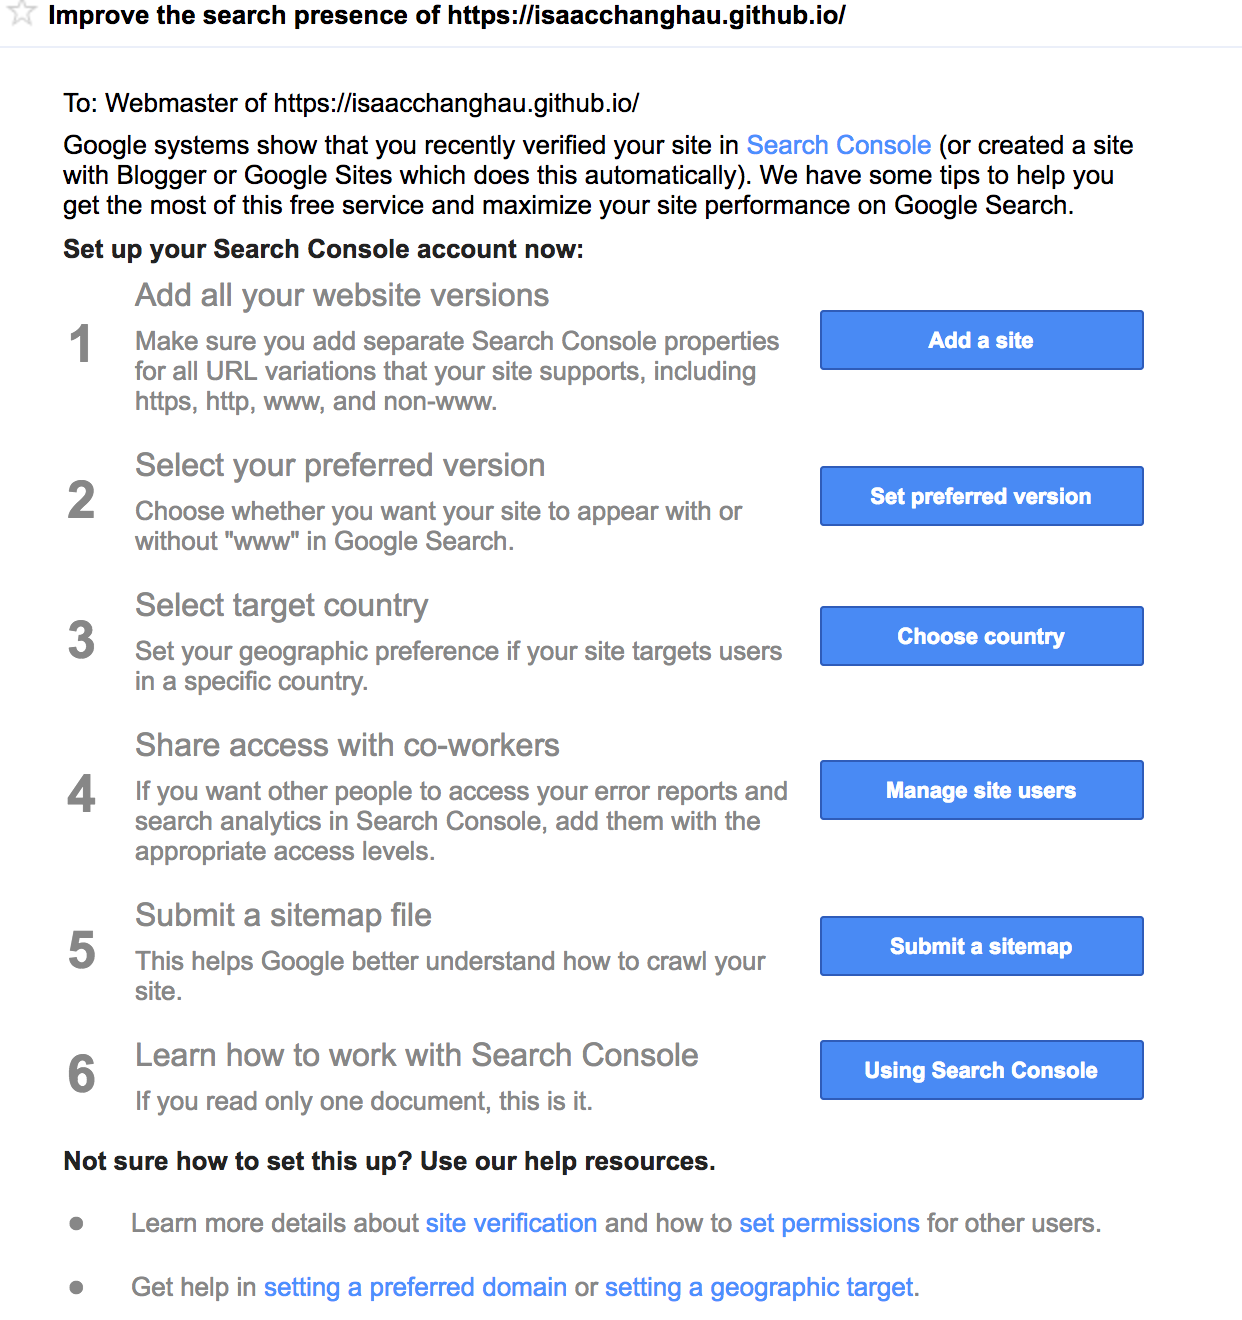 Improve the search presence of https://isaacchanghau.github.io/
To: Webmaster of https://isaacchanghau.github.io/
Google systems show that you recently verified your site in Search Console (or created a site
with Blogger or Google Sites which does this automatically). We have some tips to help you
get the most of this free service and maximize your site performance on Google Search.
Set up your Search Console account now:
1
Add all your website versions
Make sure you add separate Search Console properties
for all URL variations that your site supports, including
https, http, www, and non-www.
Add a site
2
Select your preferred version
Choose whether you want your site to appear with or
without "www" in Google Search.
Set preferred version
3
Select target country
Set your geographic preference if your site targets users
in a specific country.
Choose country
4
Share access with co-workers
If you want other people to access your error reports and
search analytics in Search Console, add them with the
appropriate access levels.
Manage site users
5
Submit a sitemap file
This helps Google better understand how to crawl your
site.
Submit a sitemap
6
Learn how to work with Search Console
If you read only one document, this is it.
Using Search Console
Not sure how to set this up? Use our help resources.
● Learn more details about site verification and how to set permissions for other users.
● Get help in setting a preferred domain or setting a geographic target.